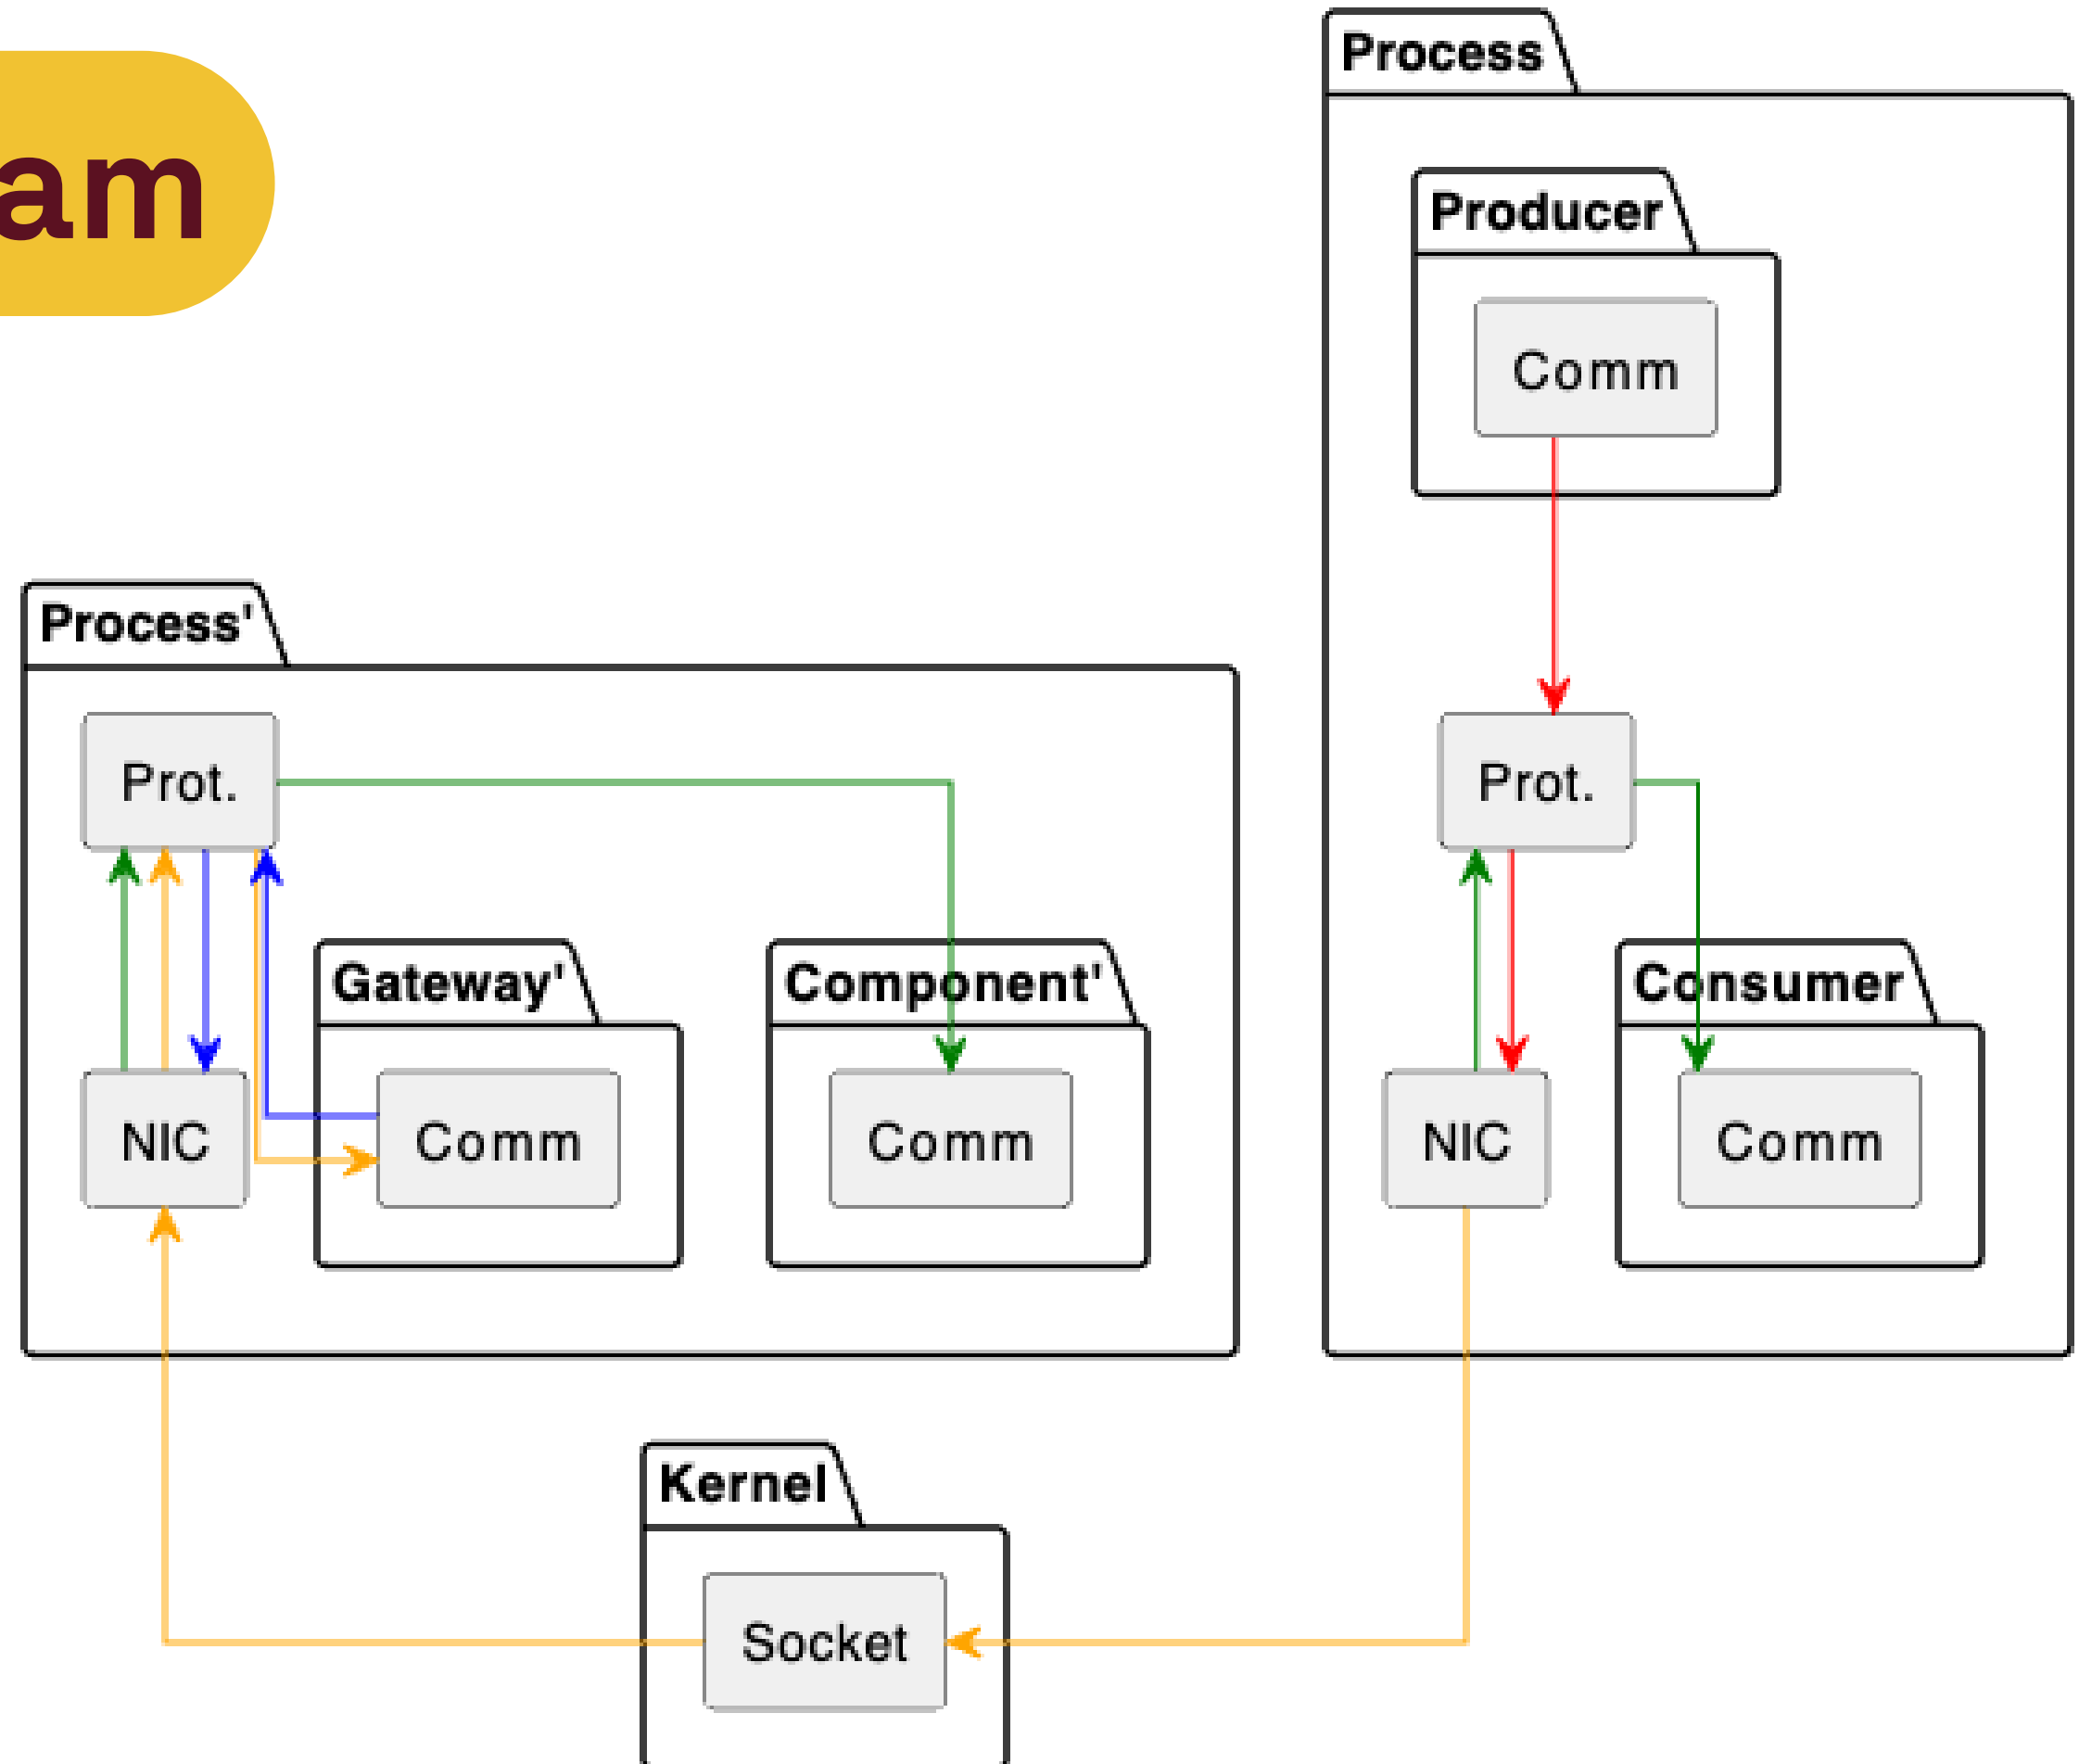 am
Process
Producer
Comm
Process'
Prot.
Prot.
Gateway'
Component'
Consumer
NIC
Comm
Comm
NIC
Comm
Kernel
Socket